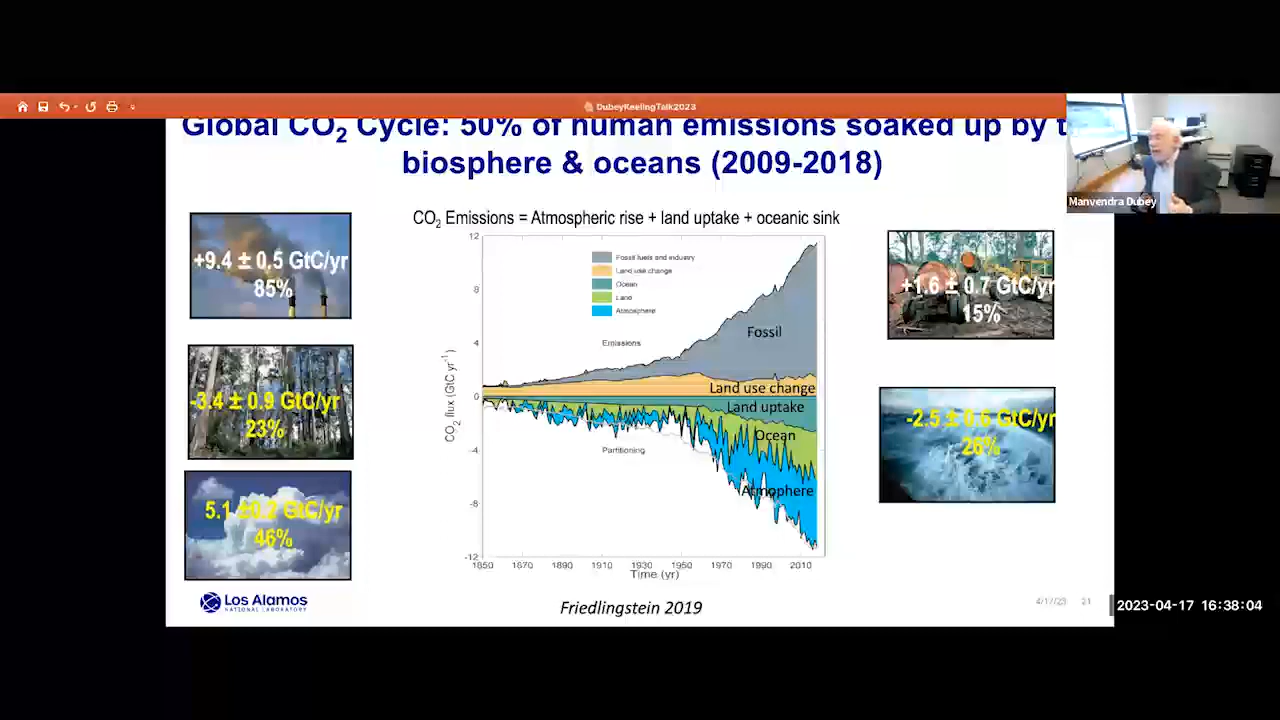 DubeyKeelingTalk2023
Global CO₂ Cycle: 50% of human emissions soaked up by t
biosphere & oceans (2009-2018)
Manvendra Dubey
CO₂ Emissions = Atmospheric rise + land uptake + oceanic sink
+9.4 ± 0.5 GtC/yr
85%
-3.4 ± 0.9 GtC/yr
23%
5.1 ±0.2 GtC/yr
46%
12
8
4
0
-4
-8
-12
CO₂ flux (GtC yr⁻¹)
Fossil fuels and industry
Land use change
Ocean
Land
Atmosphere
Emissions
Fossil
Land use change
Land uptake
Ocean
Partitioning
Atmophere
1850 1870 1890 1910 1930 1950 1970 1990 2010
Time (yr)
+1.6 ± 0.7 GtC/yr
15%
-2.5 ± 0.6 GtC/yr
26%
Los Alamos
NATIONAL LABORATORY
Friedlingstein 2019
4/17/23 21
2023-04-17 16:38:04